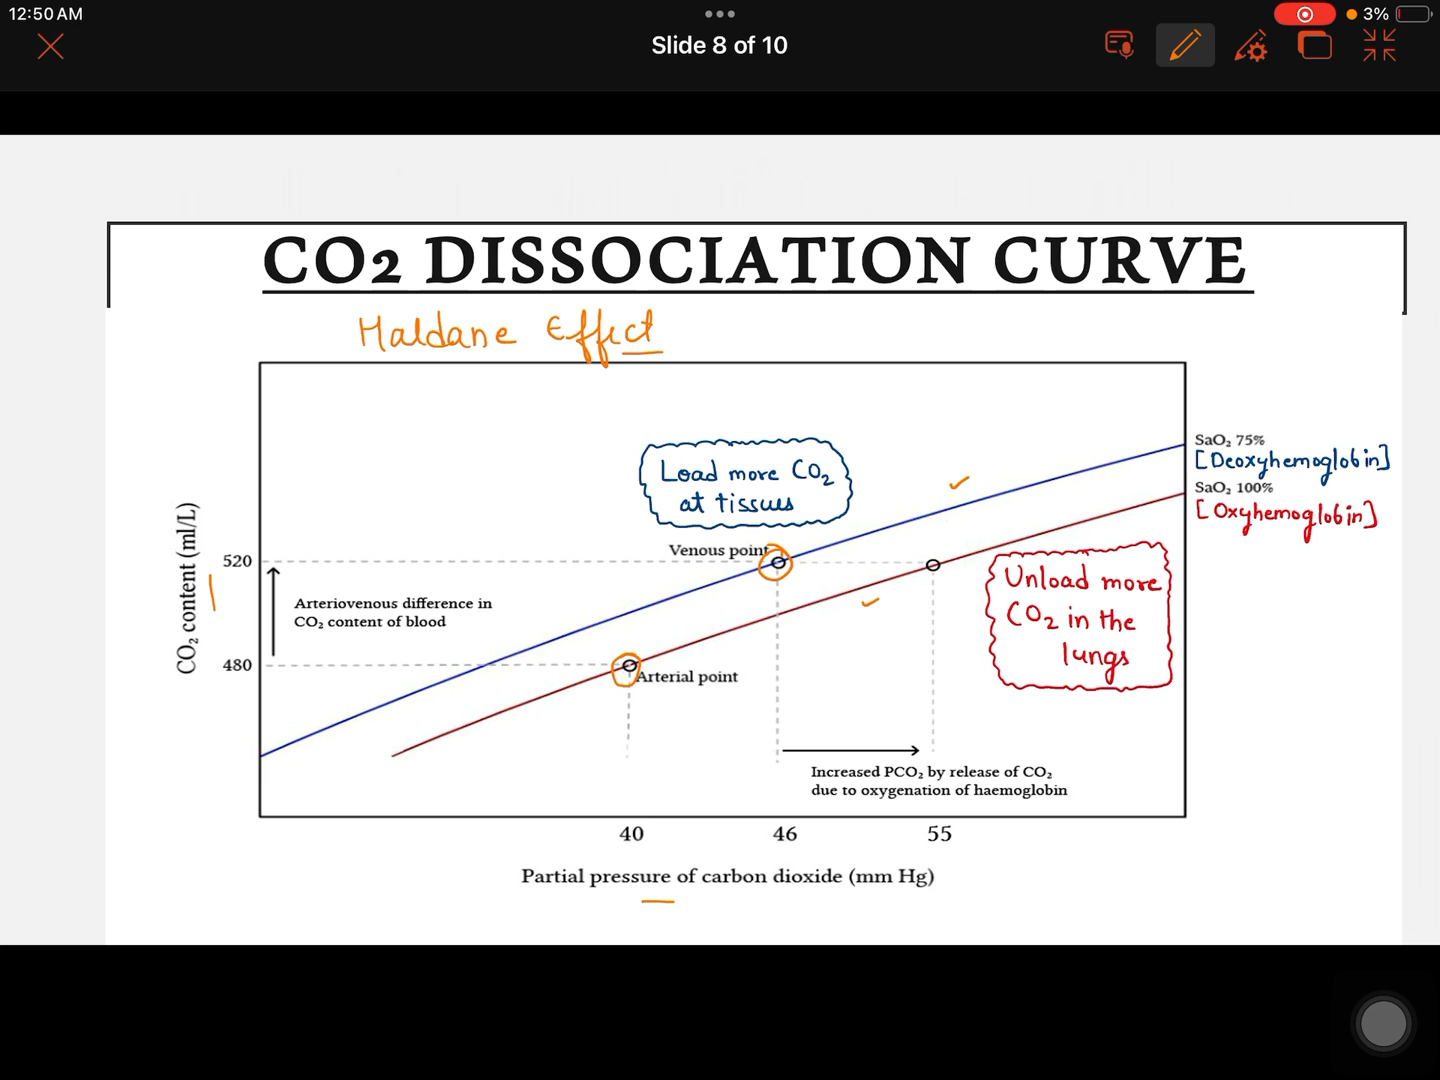 12:50 AM
3%
Slide 8 of 10
CO2 DISSOCIATION CURVE
Haldane Effect
SaO₂ 75%
[Deoxyhemoglobin]
SaO₂ 100%
[Oxyhemoglobin]
Load more CO₂
at tissues
Venous point
520
Arteriovenous difference in
CO₂ content of blood
CO₂ content (ml/L)
480
Arterial point
Unload more
CO₂ in the
lungs
Increased PCO₂ by release of CO₂
due to oxygenation of haemoglobin
40
46
55
Partial pressure of carbon dioxide (mm Hg)